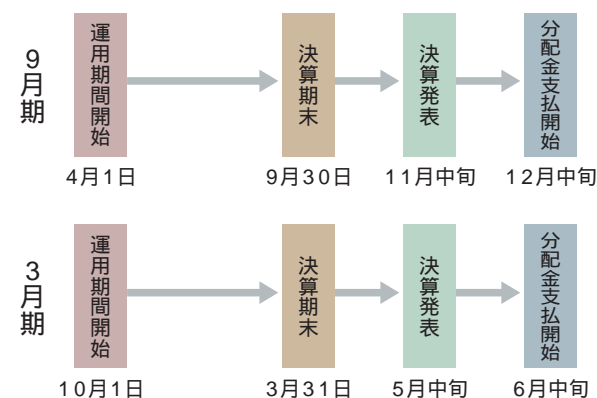 9月期
運用期間開始
決算期末
決算発表
分配金支払開始
4月1日
9月30日
11月中旬
12月中旬
3月期
運用期間開始
決算期末
決算発表
分配金支払開始
10月1日
3月31日
5月中旬
6月中旬